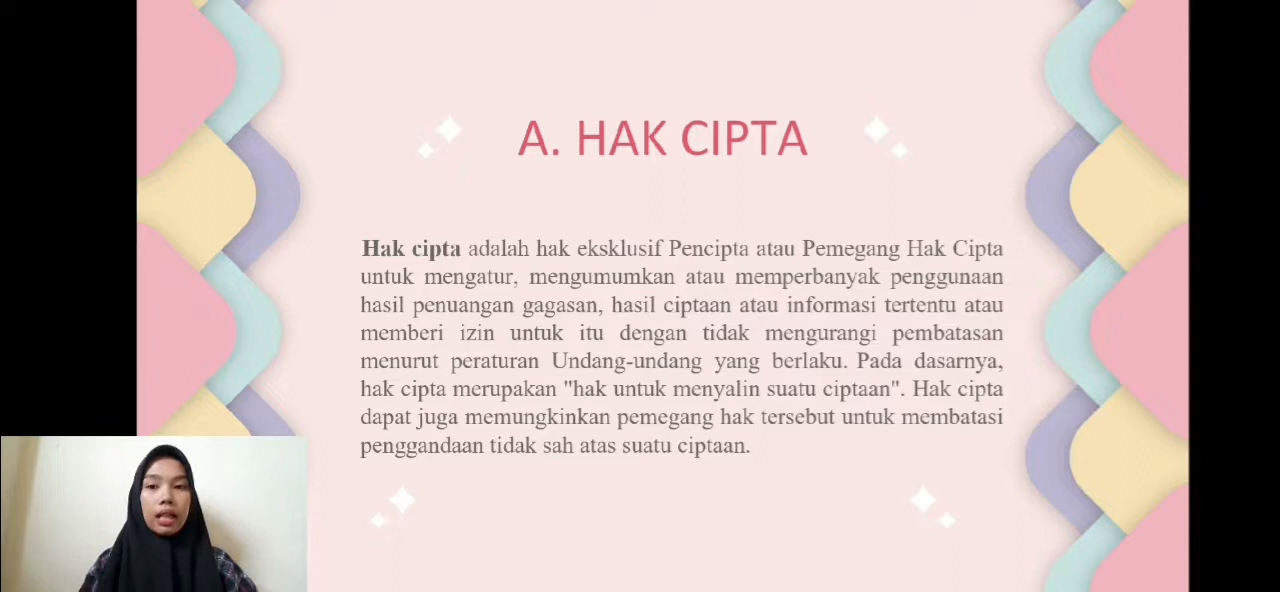 A. HAK CIPTA
Hak cipta adalah hak eksklusif Pencipta atau Pemegang Hak Cipta
untuk mengatur, mengumumkan atau memperbanyak penggunaan
hasil penuangan gagasan, hasil ciptaan atau informasi tertentu atau
memberi izin untuk itu dengan tidak mengurangi pembatasan
menurut peraturan Undang-undang yang berlaku. Pada dasarnya,
hak cipta merupakan "hak untuk menyalin suatu ciptaan". Hak cipta
dapat juga memungkinkan pemegang hak tersebut untuk membatasi
penggandaan tidak sah atas suatu ciptaan.